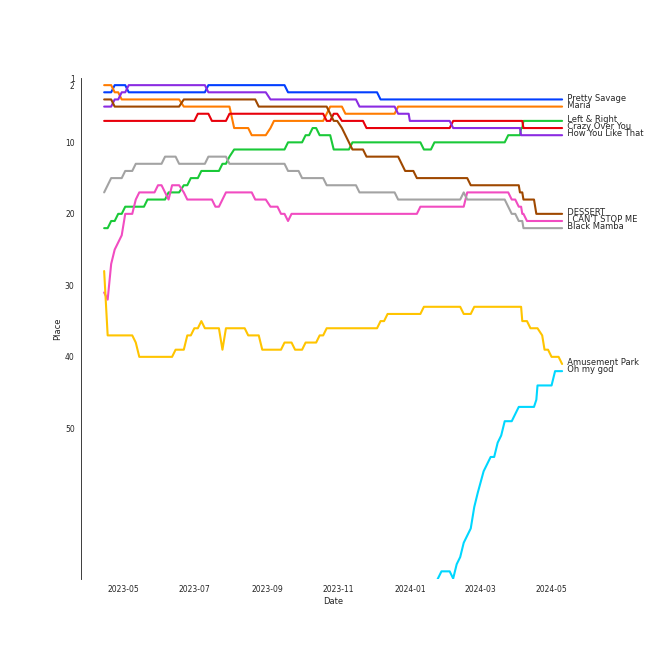 1
2
10
20
30
40
50
Place
2023-05
2023-07
2023-09
2023-11
2024-01
2024-03
2024-05
Date
Pretty Savage
Maria
Left & Right
Crazy Over You
How You Like That
DESSERT
I CAN'T STOP ME
Black Mamba
Amusement Park
Oh my god